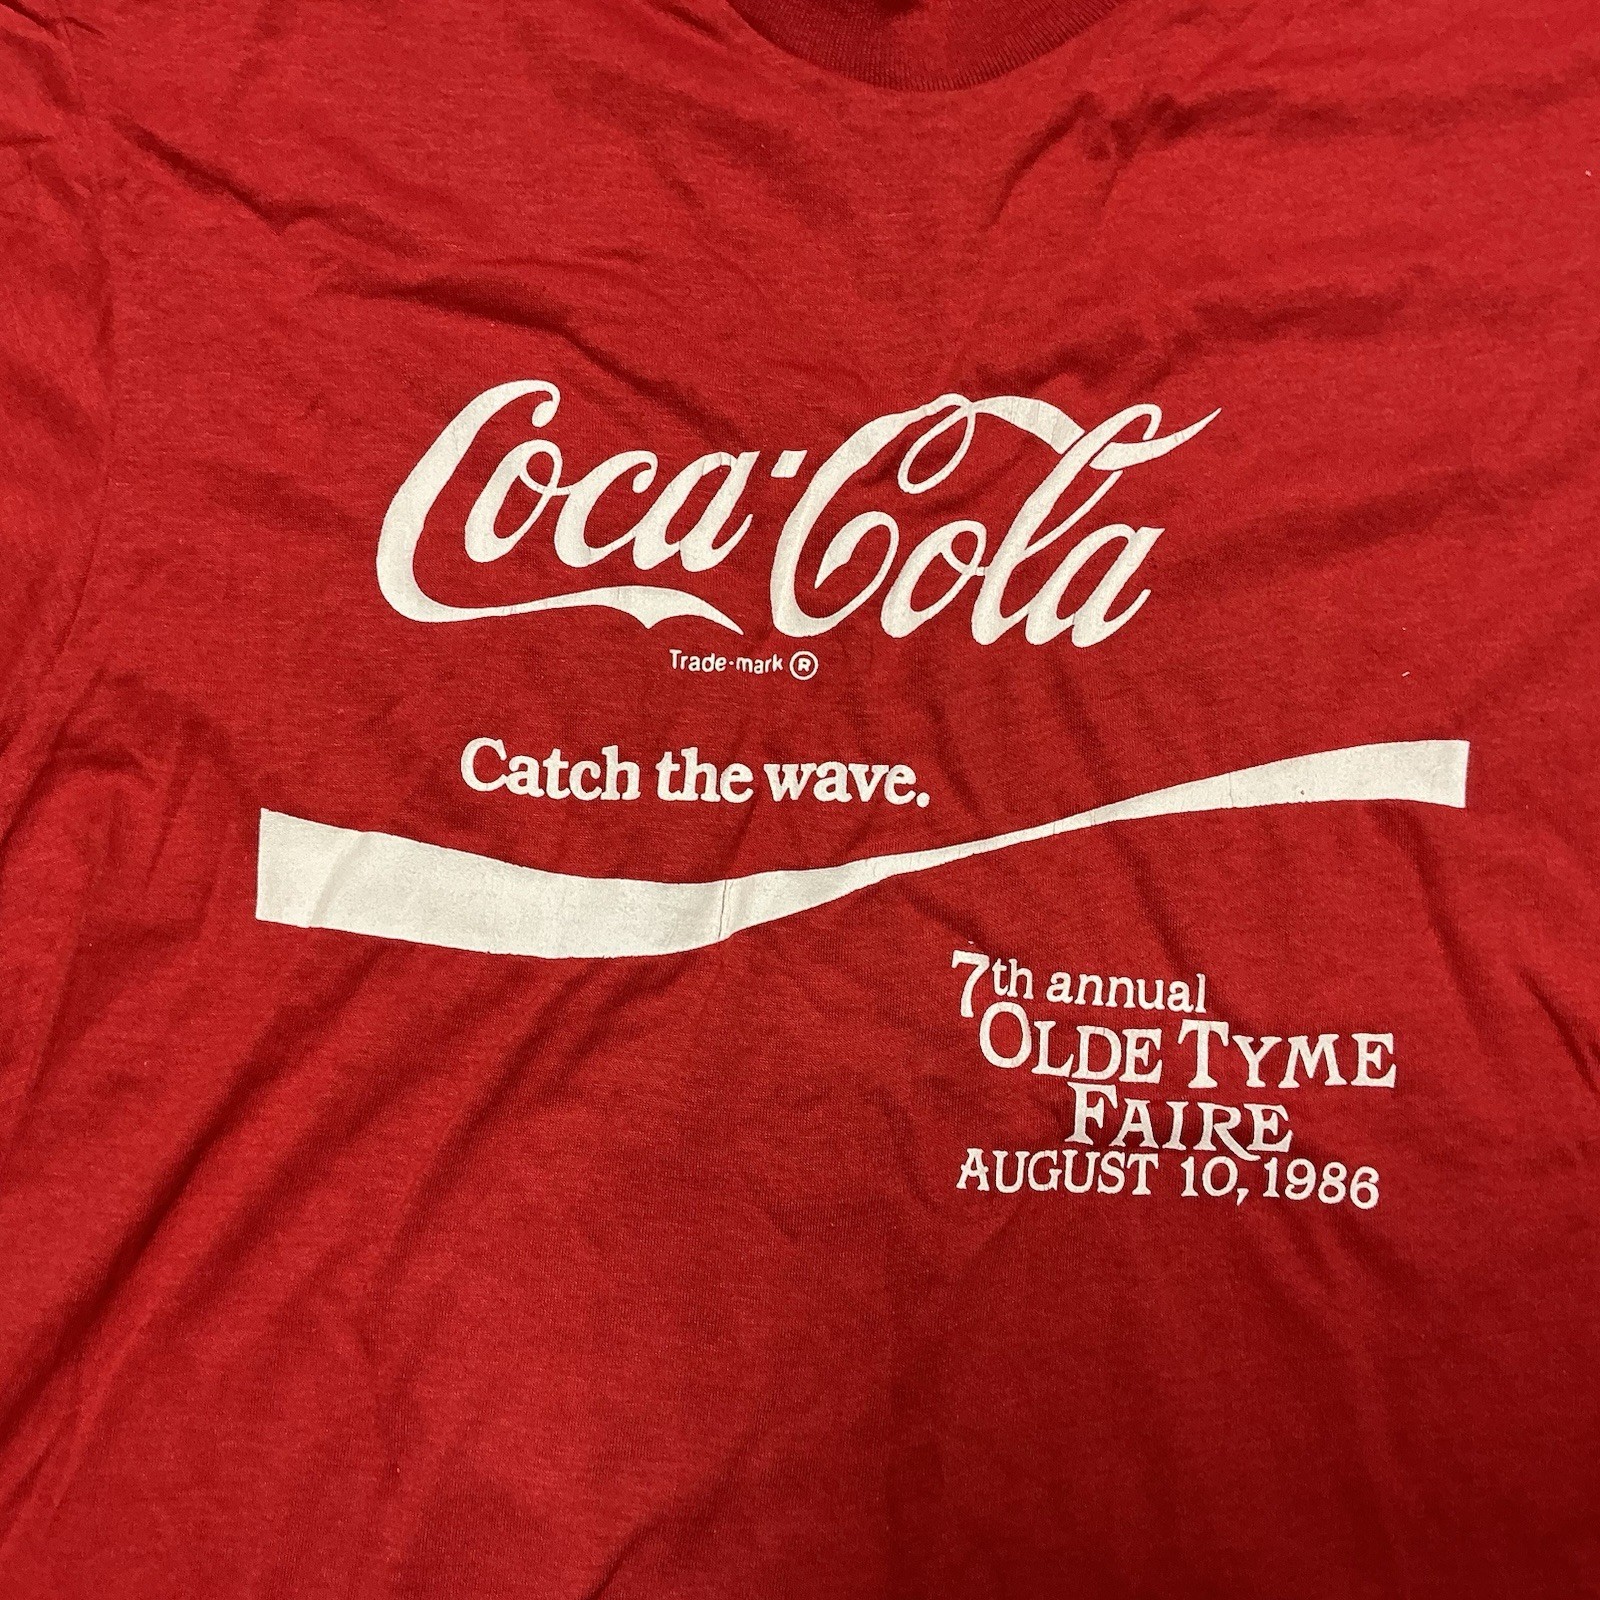 Coca-Cola
Trade-mark ®
Catch the wave.
7th annual
OLDE TYME
FAIRE
AUGUST 10, 1986